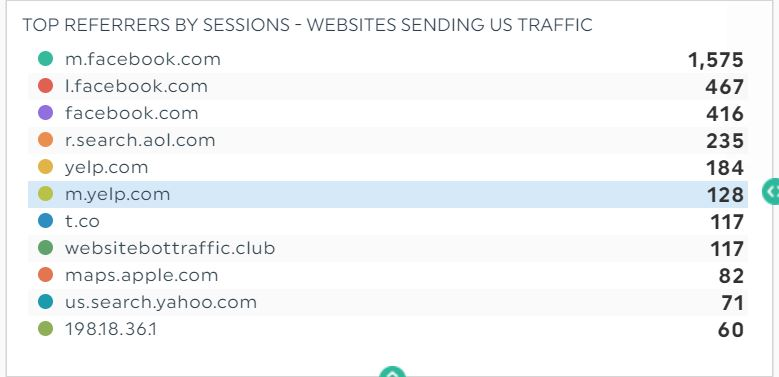 TOP REFERRERS BY SESSIONS - WEBSITES SENDING US TRAFFIC
m.facebook.com 1,575
l.facebook.com 467
facebook.com 416
r.search.aol.com 235
yelp.com 184
m.yelp.com 128
t.co 117
websitebottraffic.club 117
maps.apple.com 82
us.search.yahoo.com 71
198.18.36.1 60